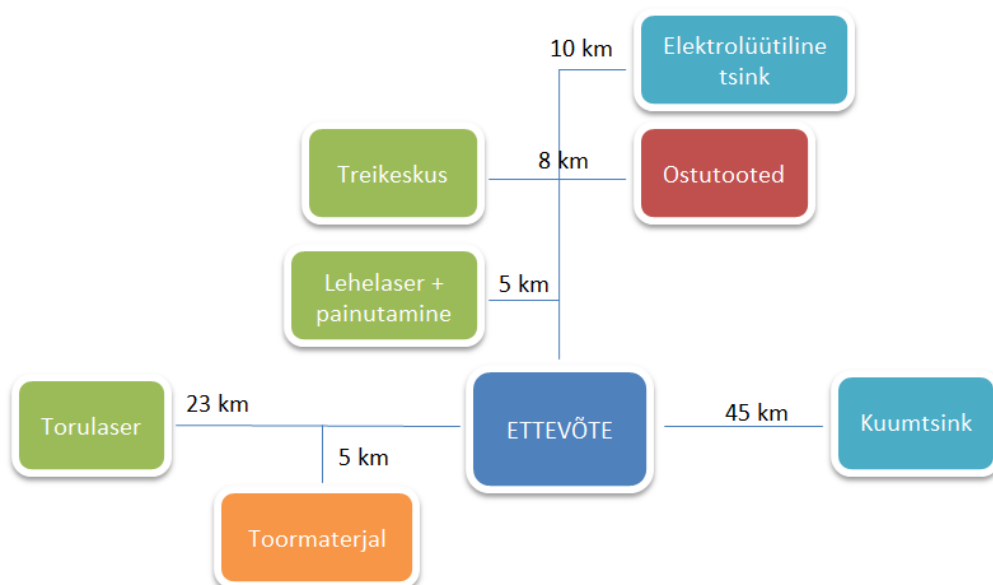 10 km
Elektrolüütiline
tsink
Treikeskus
8 km
Ostutooted
Lehelaser +
painutamine
5 km
Torulaser
23 km
ETTEVÕTE
45 km
Kuumtsink
5 km
Toormaterjal